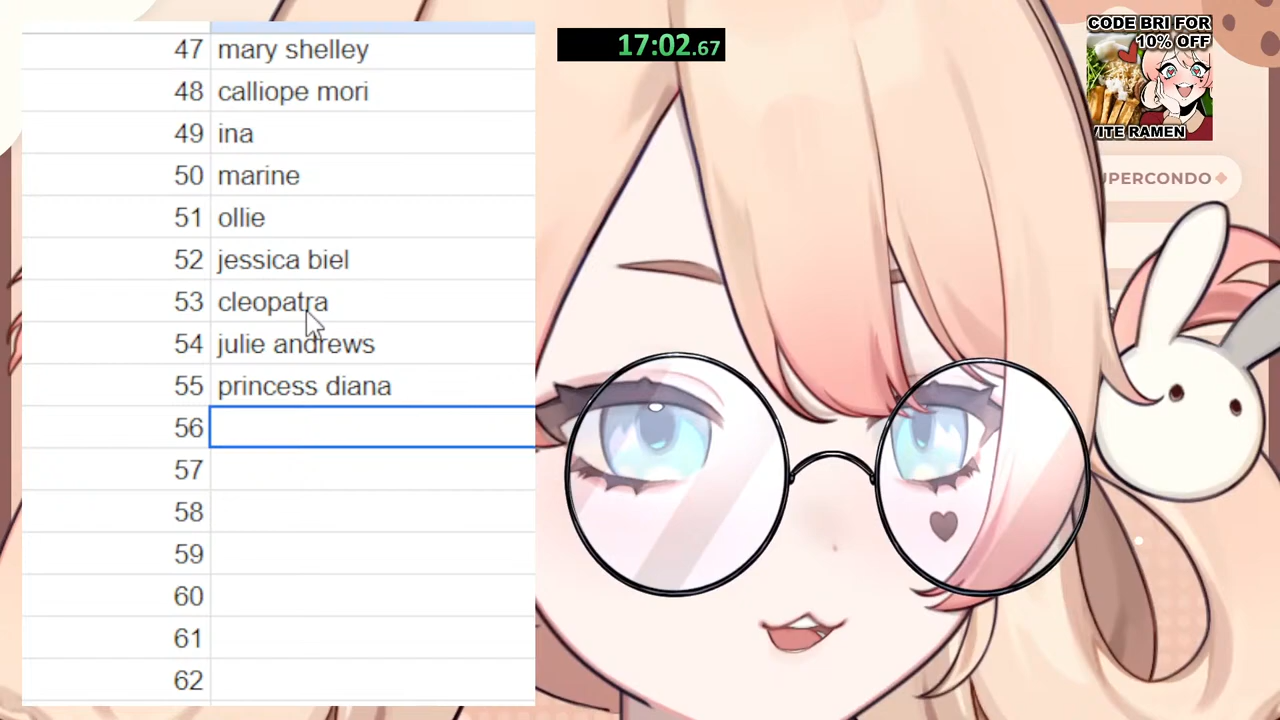 47 mary shelley
48 calliope mori
49 ina
50 marine
51 ollie
52 jessica biel
53 cleopatra
54 julie andrews
55 princess diana
56
57
58
59
60
61
62
17:02.67
CODE BRI FOR
10% OFF
VITE RAMEN
UPERCONDO